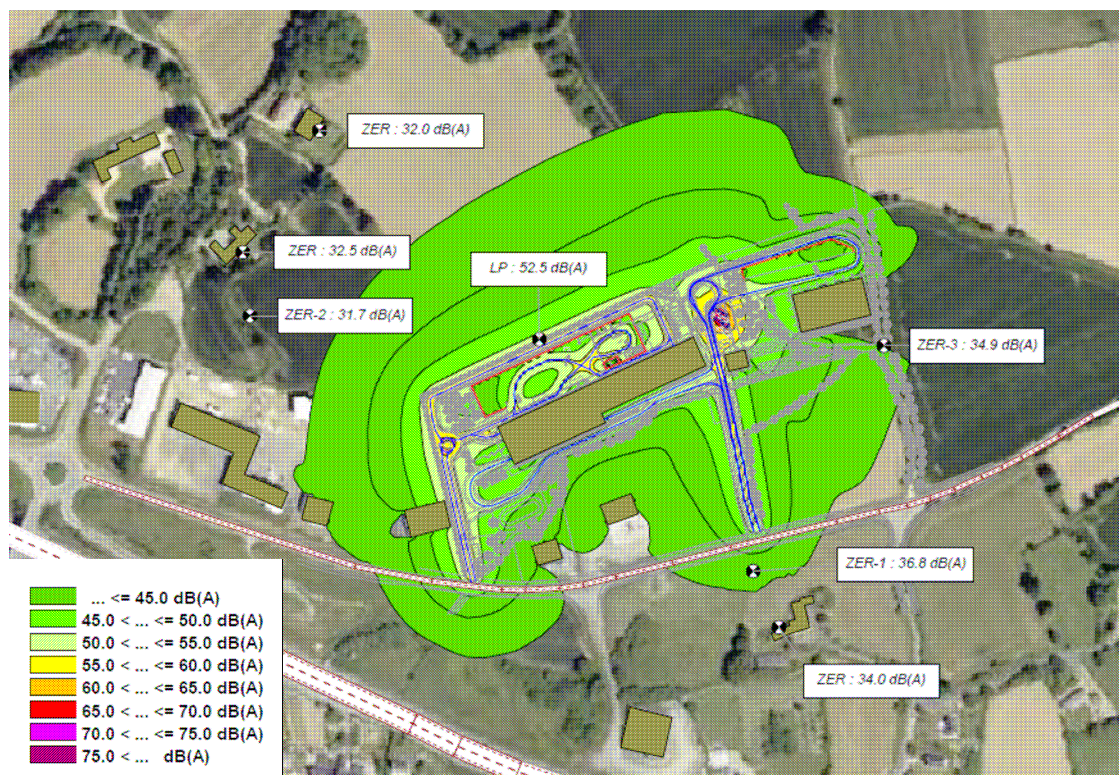 ZER : 32.0 dB(A)
ZER : 32.5 dB(A)
LP : 52.5 dB(A)
ZER-2 : 31.7 dB(A)
ZER-3 : 34.9 dB(A)
ZER-1 : 36.8 dB(A)
ZER : 34.0 dB(A)
... <= 45.0 dB(A)
45.0 < ... <= 50.0 dB(A)
50.0 < ... <= 55.0 dB(A)
55.0 < ... <= 60.0 dB(A)
60.0 < ... <= 65.0 dB(A)
65.0 < ... <= 70.0 dB(A)
70.0 < ... <= 75.0 dB(A)
75.0 < ... dB(A)